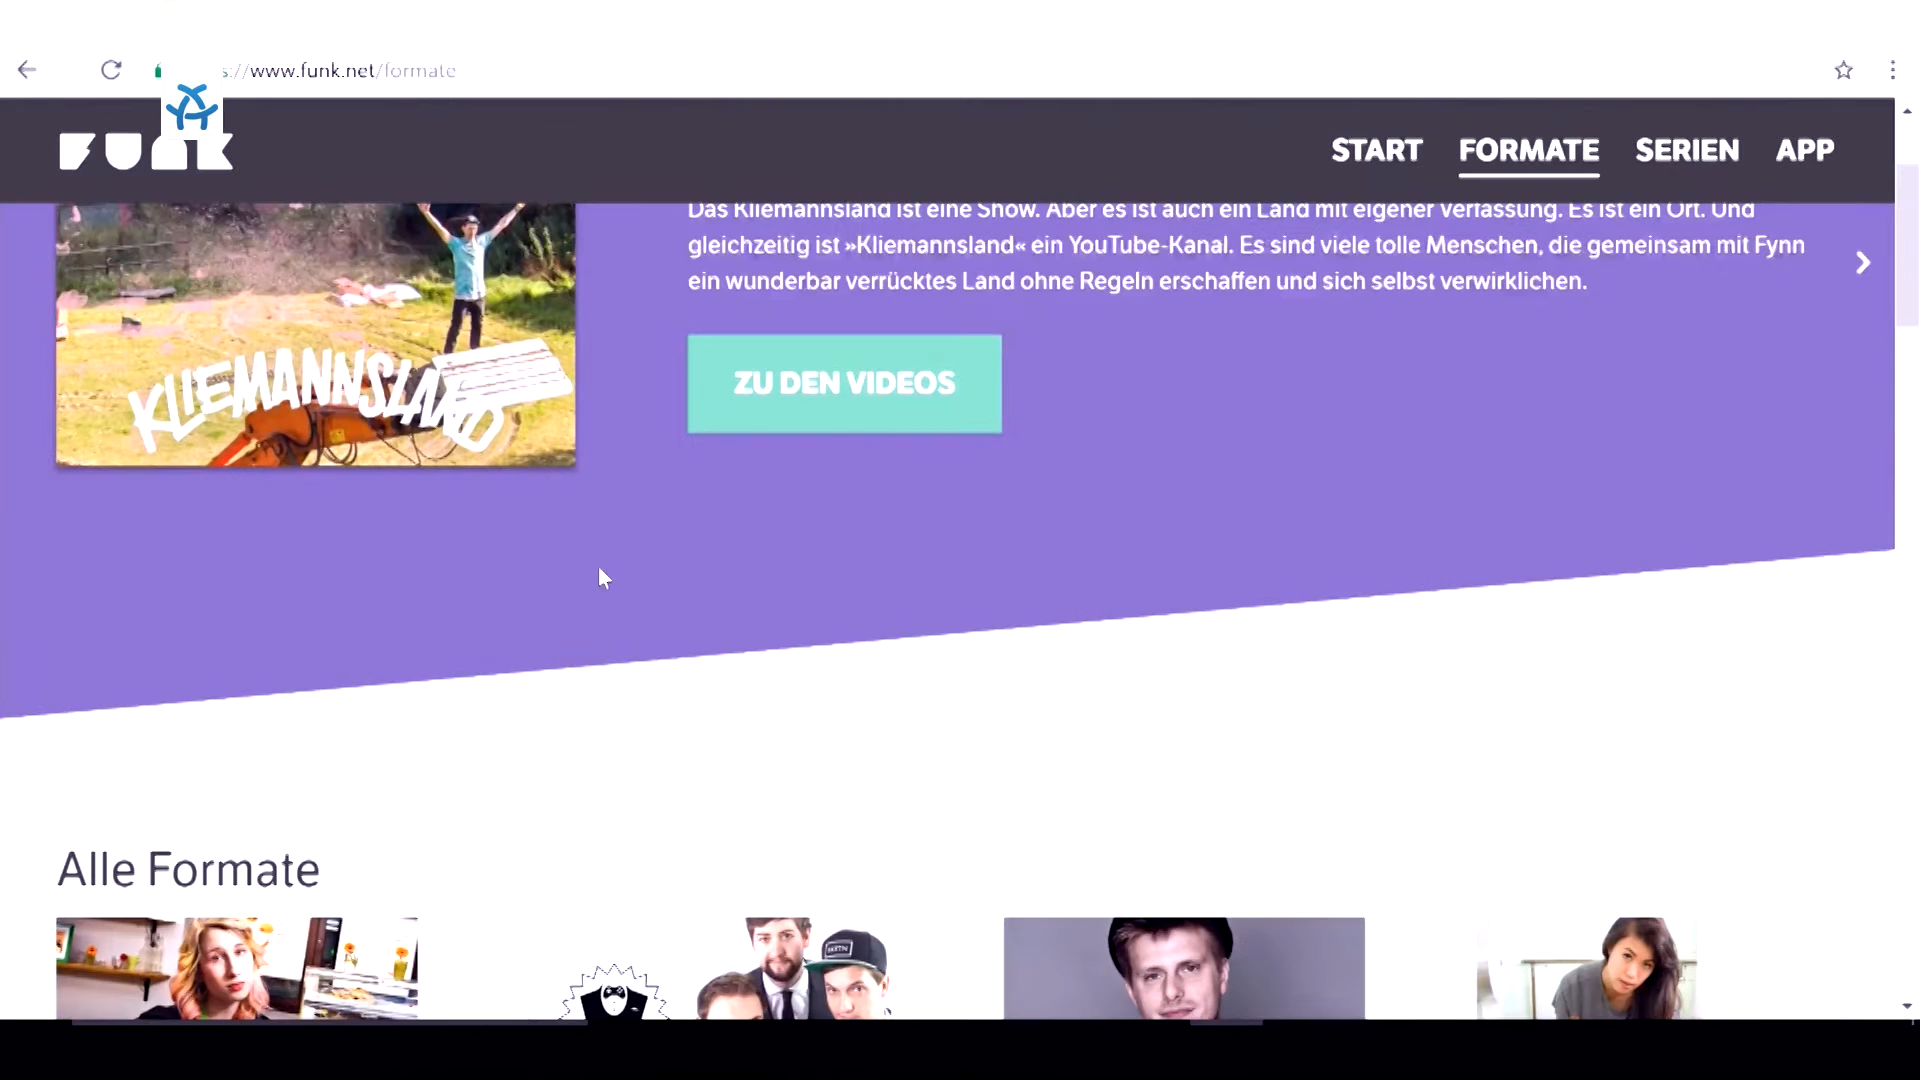 s://www.funk.net/formate
FUNK
START FORMATE SERIEN APP
Das Kliemannsland ist eine Show. Aber es ist auch ein Land mit eigener Verfassung. Es ist ein Ort. Und
gleichzeitig ist »Kliemannsland« ein YouTube-Kanal. Es sind viele tolle Menschen, die gemeinsam mit Fynn
ein wunderbar verrücktes Land ohne Regeln erschaffen und sich selbst verwirklichen.
KLIEMANNSLAND
ZU DEN VIDEOS
Alle Formate